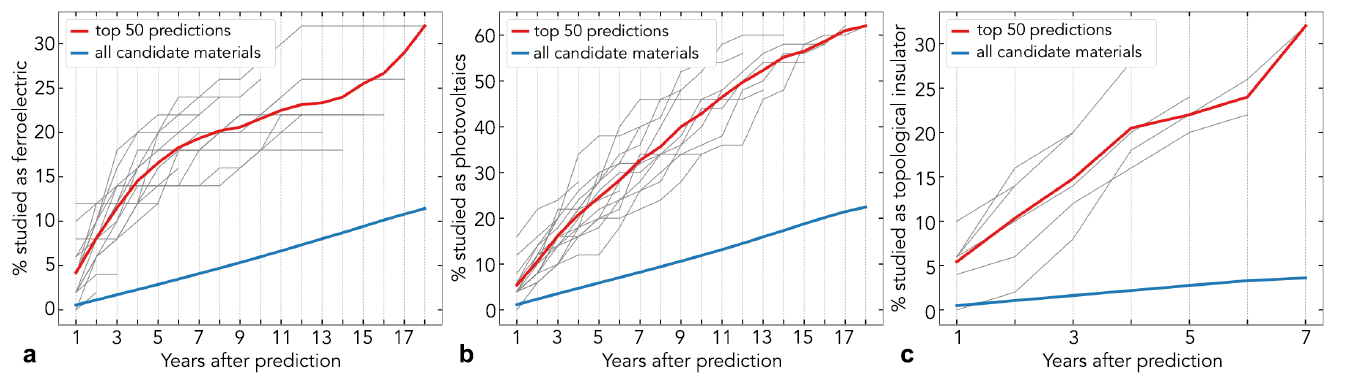 % studied as ferroelectric
30
25
20
15
10
5
0
top 50 predictions
all candidate materials
1 3 5 7 9 11 13 15 17
Years after prediction
a
% studied as photovoltaics
60
50
40
30
20
10
0
top 50 predictions
all candidate materials
1 3 5 7 9 11 13 15 17
Years after prediction
b
% studied as topological insulator
30
25
20
15
10
5
0
top 50 predictions
all candidate materials
1 3 5 7
Years after prediction
c